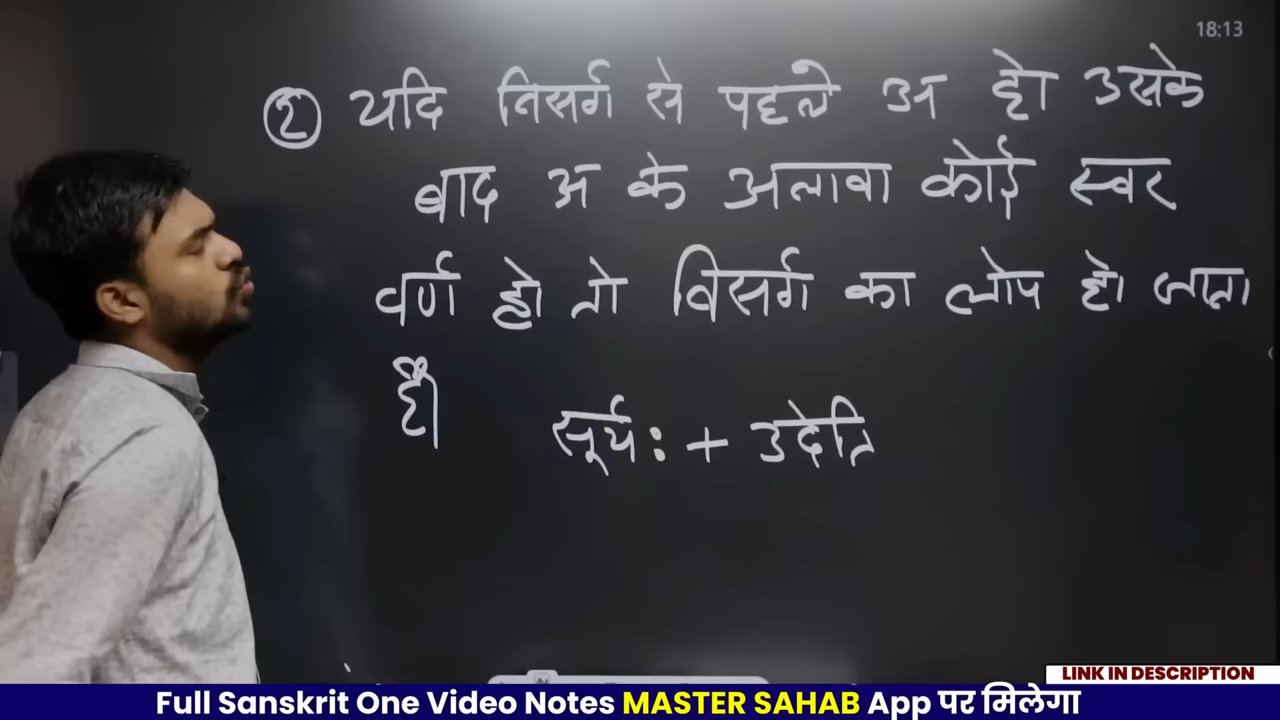 18:13
② यदि विसर्ग से पहले अ हो उसके
बाद अ के अलावा कोई स्वर
वर्ण हो तो विसर्ग का लोप हो जाता
है।
सूर्यः + उदेति
LINK IN DESCRIPTION
Full Sanskrit One Video Notes MASTER SAHAB App पर मिलेगा